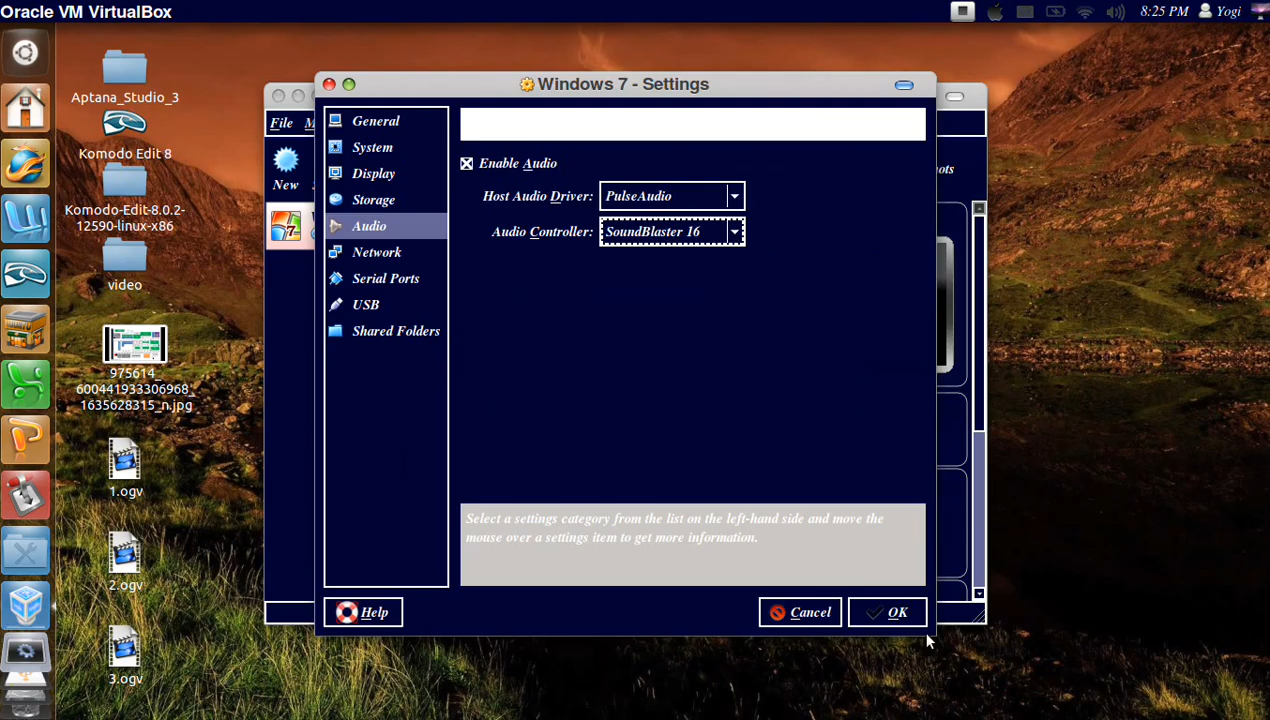 Oracle VM VirtualBox
8:25 PM
Yogi
Aptana_Studio_3
Komodo Edit 8
Komodo-Edit-8.0.2-
12590-linux-x86
video
975614_
600441933306968_
1635628315_n.jpg
1.ogv
2.ogv
3.ogv
File M
New
7
ots
Windows 7 - Settings
General
System
Display
Storage
Audio
Network
Serial Ports
USB
Shared Folders
Enable Audio
Host Audio Driver: PulseAudio
Audio Controller: SoundBlaster 16
Select a settings category from the list on the left-hand side and move the
mouse over a settings item to get more information.
Help
Cancel
OK